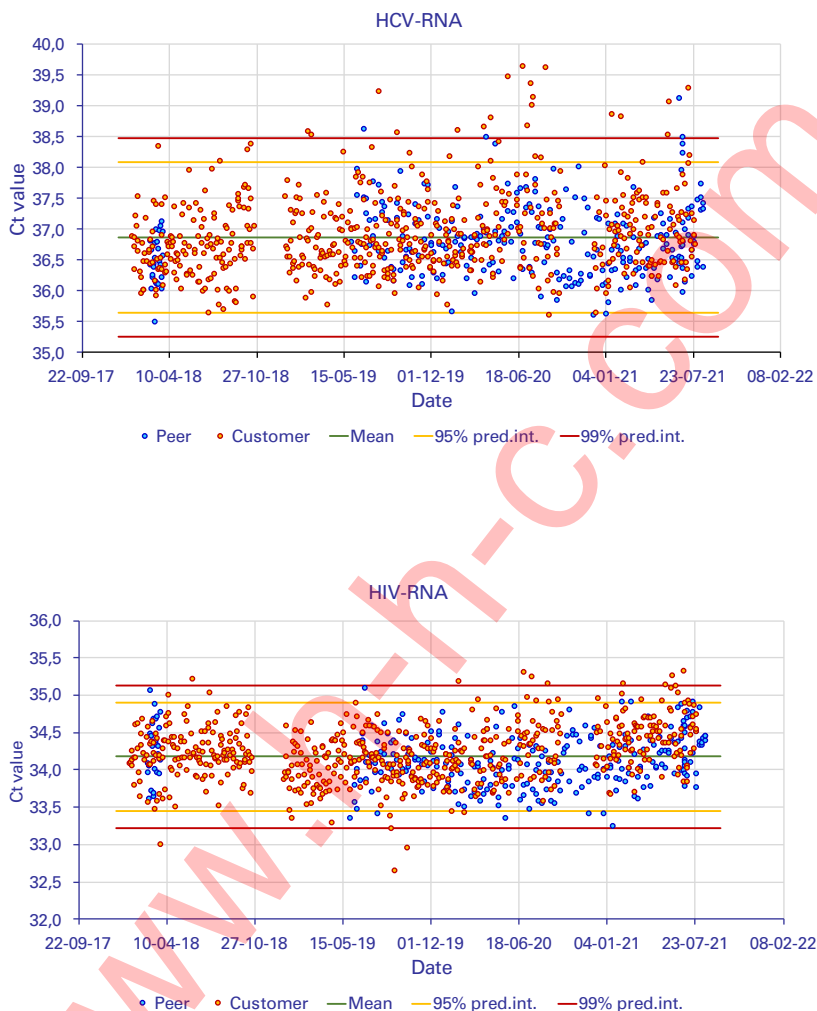 HCV-RNA
40,0
39,5
39,0
38,5
38,0
37,5
37,0
36,5
36,0
35,5
35,0
Ct value
22-09-17 10-04-18 27-10-18 15-05-19 01-12-19 18-06-20 04-01-21 23-07-21 08-02-22
Date
Peer Customer Mean 95% pred.int. 99% pred.int.
HIV-RNA
36,0
35,5
35,0
34,5
34,0
33,5
33,0
32,5
32,0
Ct value
22-09-17 10-04-18 27-10-18 15-05-19 01-12-19 18-06-20 04-01-21 23-07-21 08-02-22
Date
Peer Customer Mean 95% pred.int. 99% pred.int.
www.h-h-c.com